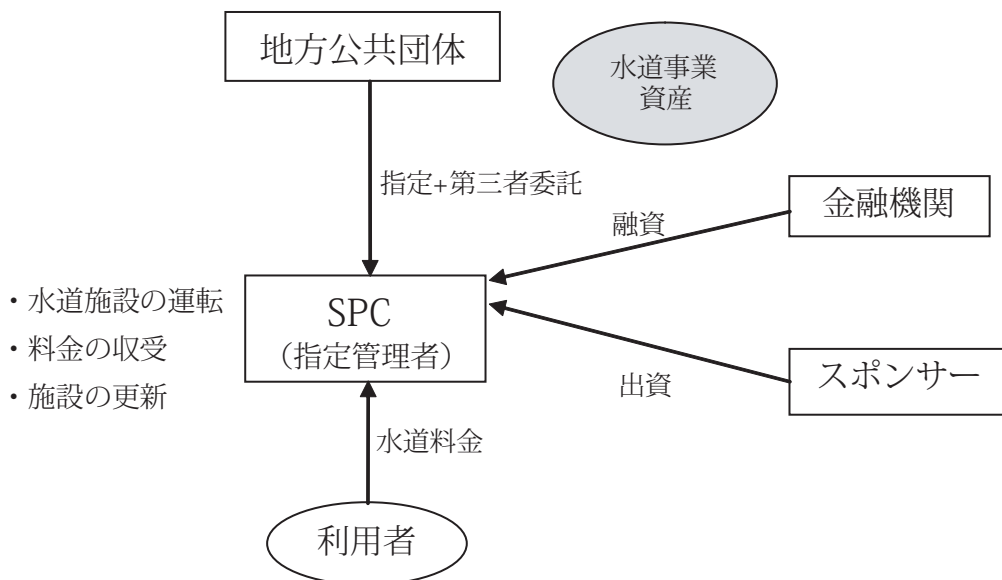 地方公共団体
水道事業
資産
指定+第三者委託
融資
金融機関
・水道施設の運転
・料金の収受
・施設の更新
SPC
（指定管理者）
出資
スポンサー
水道料金
利用者